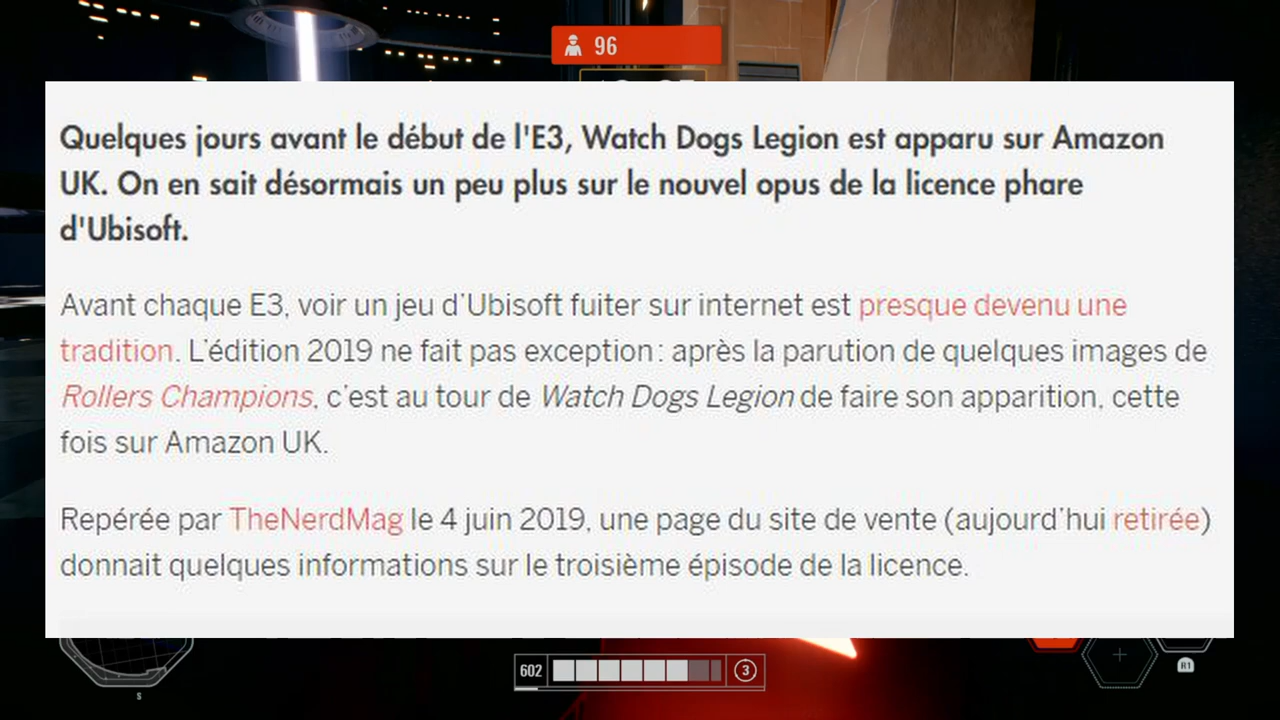 96
Quelques jours avant le début de l'E3, Watch Dogs Legion est apparu sur Amazon
UK. On en sait désormais un peu plus sur le nouvel opus de la licence phare
d'Ubisoft.
Avant chaque E3, voir un jeu d'Ubisoft fuiter sur internet est presque devenu une
tradition. L'édition 2019 ne fait pas exception : après la parution de quelques images de
Rollers Champions, c'est au tour de Watch Dogs Legion de faire son apparition, cette
fois sur Amazon UK.
Repérée par TheNerdMag le 4 juin 2019, une page du site de vente (aujourd'hui retirée)
donnait quelques informations sur le troisième épisode de la licence.
602
3
R1
S